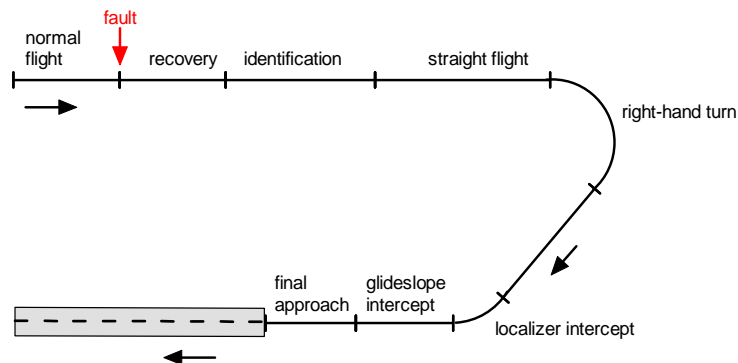 fault
normal
flight
recovery
identification
straight flight
right-hand turn
final
approach
glideslope
intercept
localizer intercept